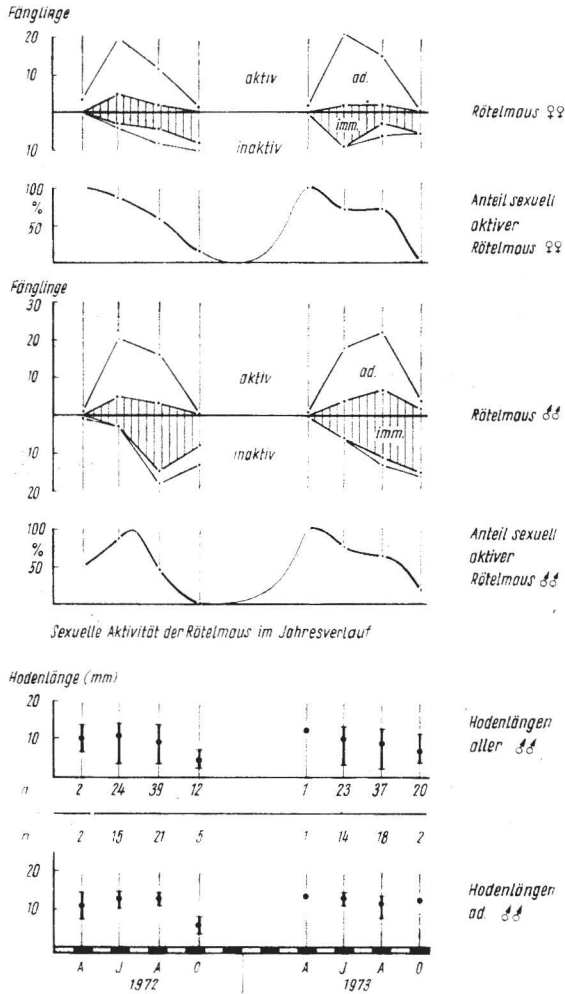 Fänglinge
20
10
10
aktiv
ad.
imm.
inaktiv
Rötelmaus ♀♀
100
%
50
Anteil sexuell
aktiver
Rötelmaus ♀♀
Fänglinge
30
20
10
10
20
aktiv
ad.
imm.
inaktiv
Rötelmaus ♂♂
100
%
50
Anteil sexuell
aktiver
Rötelmaus ♂♂
Sexuelle Aktivität der Rötelmaus im Jahresverlauf
Hodenlänge (mm)
20
10
Hodenlängen
aller ♂♂
n 2 24 39 12 1 23 37 20
n 2 15 21 5 1 14 18 2
20
10
Hodenlängen
ad. ♂♂
A J A O A J A O
1972 1973